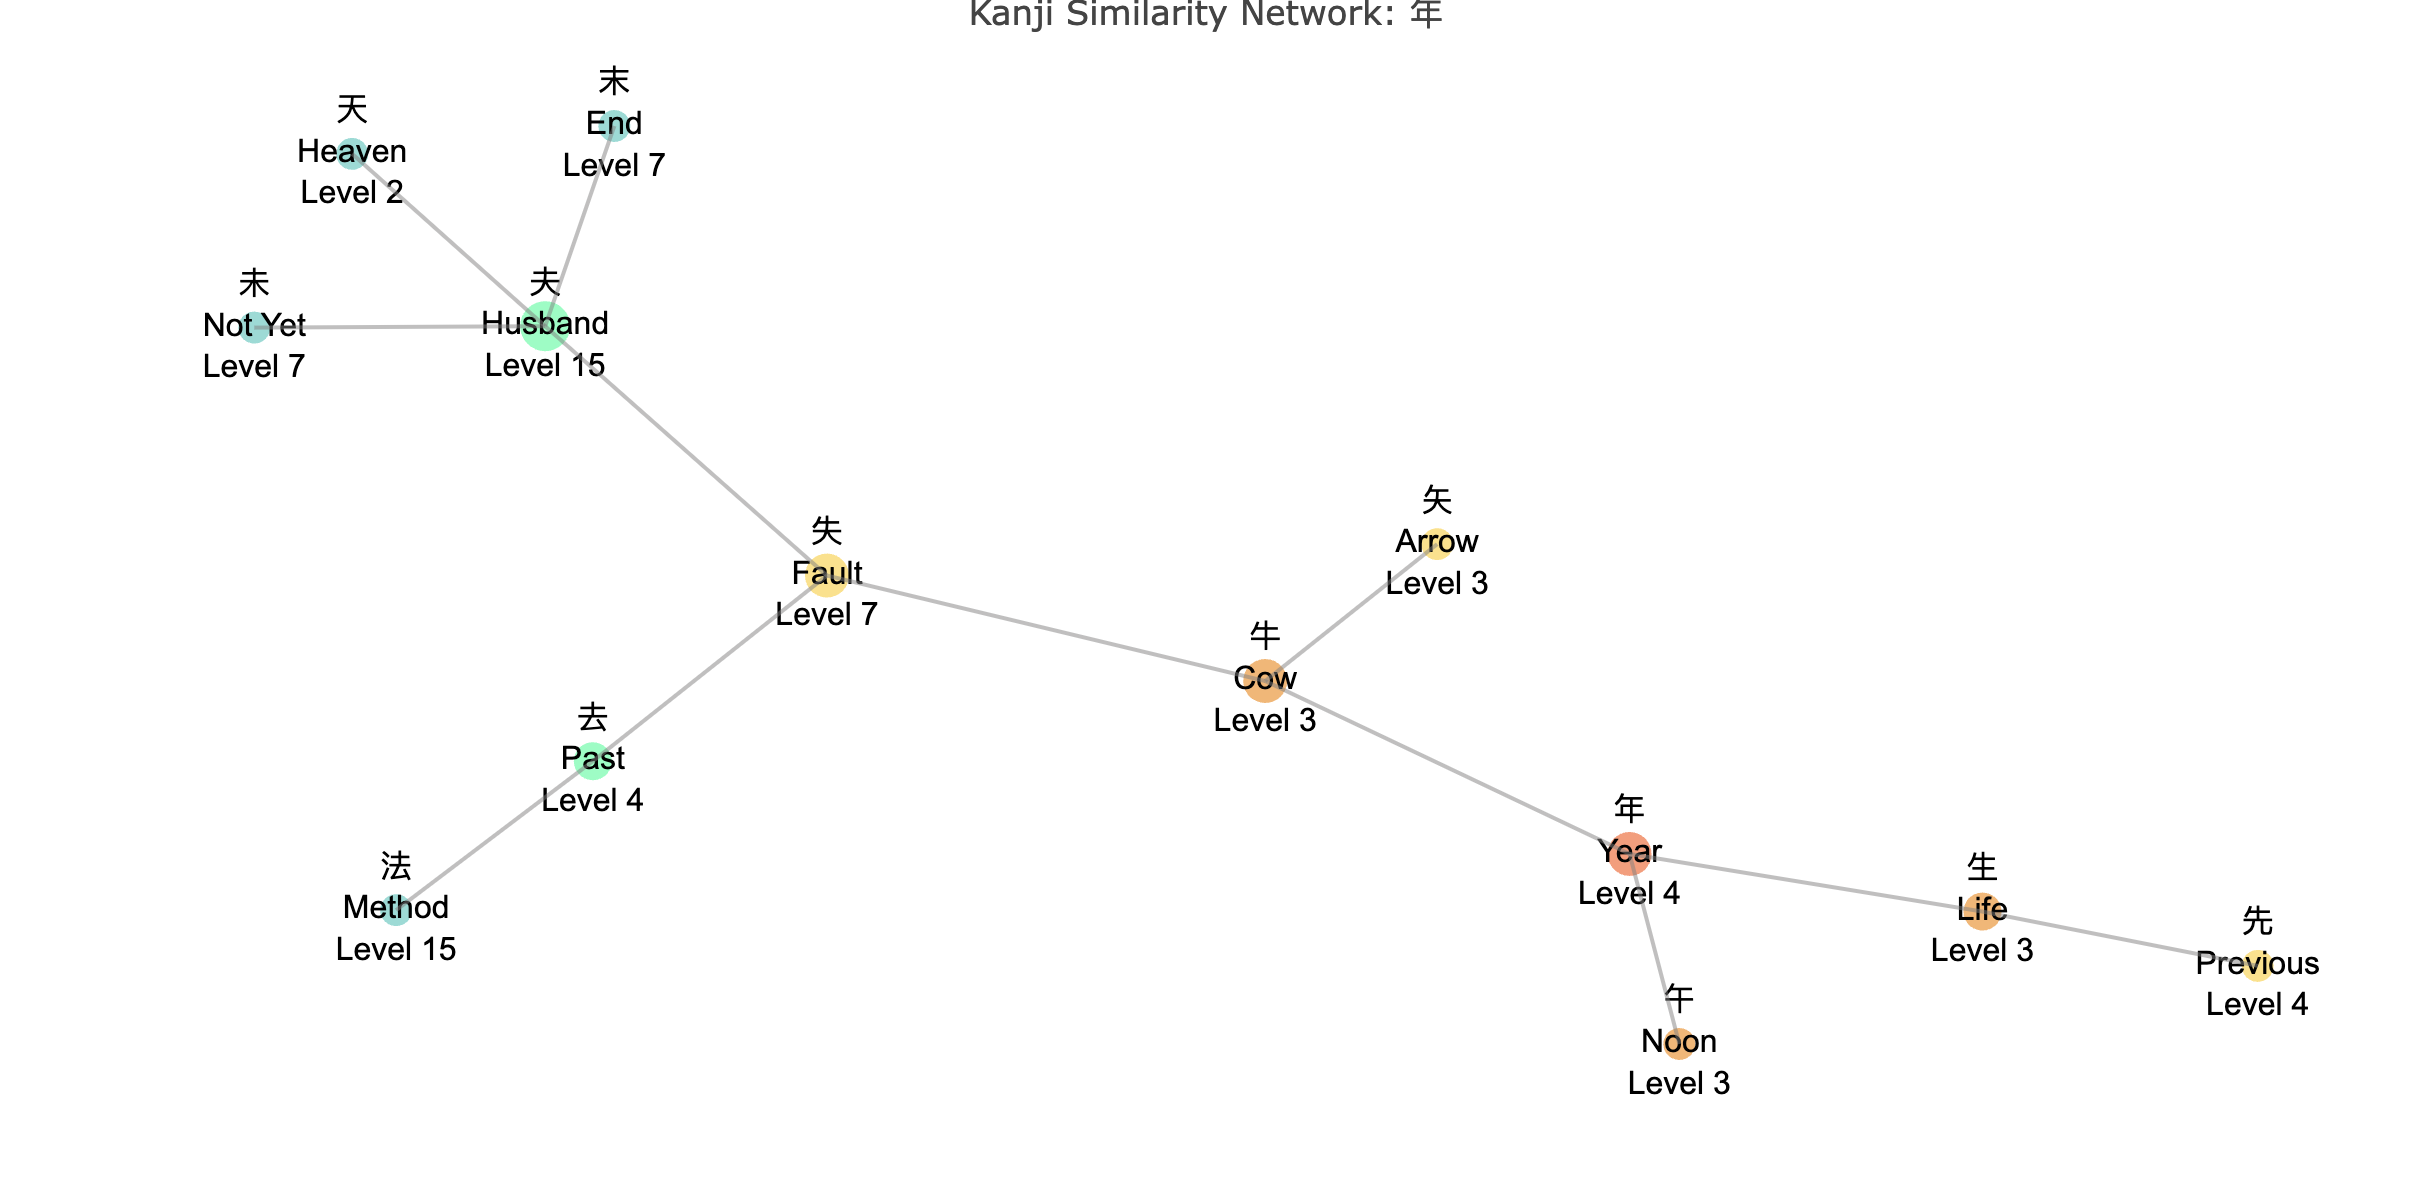 Kanji Similarity Network: 年
末
End
Level 7
天
Heaven
Level 2
未
Not Yet
Level 7
夫
Husband
Level 15
失
Fault
Level 7
矢
Arrow
Level 3
牛
Cow
Level 3
去
Past
Level 4
年
Year
Level 4
法
Method
Level 15
生
Life
Level 3
先
Previous
Level 4
午
Noon
Level 3